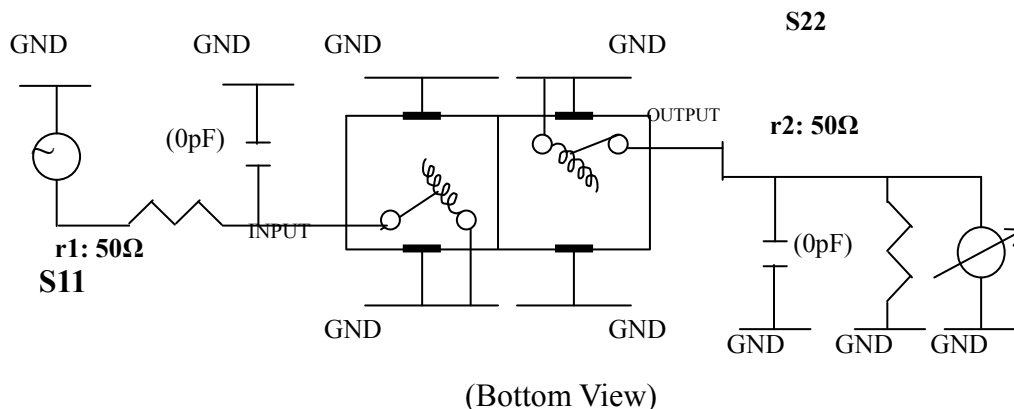 S22
GND GND GND GND
OUTPUT
r2: 50Ω
(0pF)
INPUT
r1: 50Ω
(0pF)
S11
GND GND
GND GND GND
(Bottom View)